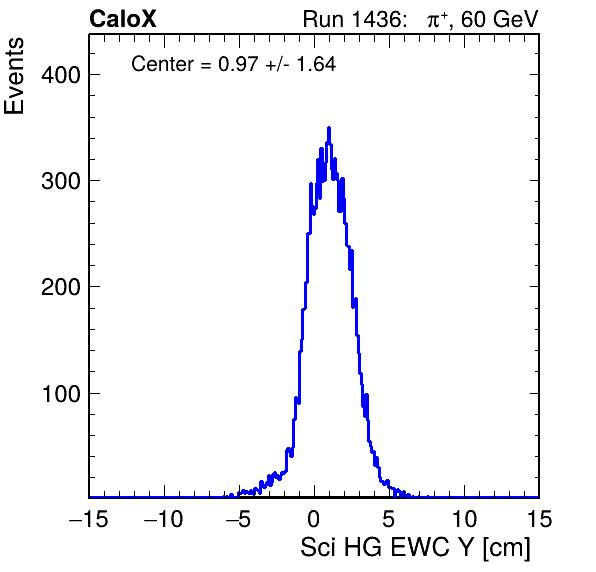 CaloX Run 1436: π⁺, 60 GeV
Events
Center = 0.97 +/- 1.64
400
300
200
100
−15 −10 −5 0 5 10 15
Sci HG EWC Y [cm]